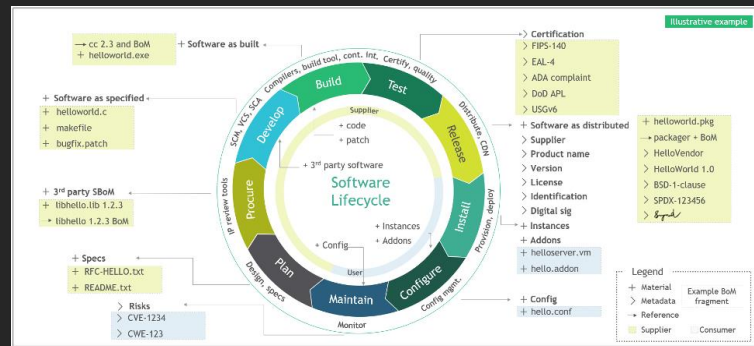 Illustrative example
→ cc 2.3 and BoM
+ helloworld.exe
+ Software as built
+ Software as specified
+ helloworld.c
+ makefile
+ bugfix.patch
+ 3rd party SBoM
+ libhello.lib 1.2.3
→ libhello 1.2.3 BoM
+ Specs
+ RFC-HELLO.txt
+ README.txt
> Risks
> CVE-1234
> CWE-123
Compilers, build tool, cont. int.
Certify, quality
Distribute, CDN
Provision, deploy
Config mgmt.
Monitor
Design, specs
IP review tools
SCM, VCS, SCA
Build
Test
Release
Install
Configure
Maintain
Plan
Procure
Develop
Supplier
+ code
+ patch
+ 3rd party software
Software
Lifecycle
+ Instances
+ Addons
+ Config
User
> Certification
> FIPS-140
> EAL-4
> ADA complaint
> DoD APL
> USGv6
+ Software as distributed
> Supplier
> Product name
> Version
> License
> Identification
> Digital sig
+ Instances
+ Addons
+ helloserver.vm
+ hello.addon
+ helloworld.pkg
→ packager + BoM
> HelloVendor
> HelloWorld 1.0
> BSD-1-clause
> SPDX-123456
>
+ Config
+ hello.conf
Legend
+ Material
> Metadata
→ Reference
Example BoM
fragment
Supplier
Consumer